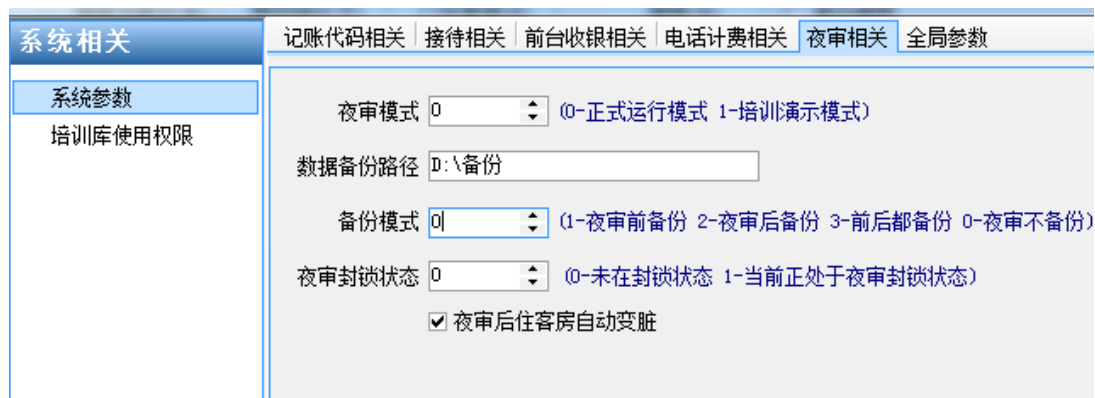 系统相关
记账代码相关 接待相关 前台收银相关 电话计费相关 夜审相关 全局参数
系统参数
培训库使用权限
夜审模式 0 (0-正式运行模式 1-培训演示模式)
数据备份路径 D:\备份
备份模式 0 (1-夜审前备份 2-夜审后备份 3-前后都备份 0-夜审不备份)
夜审封锁状态 0 (0-未在封锁状态 1-当前正处于夜审封锁状态)
夜审后住客房自动变脏